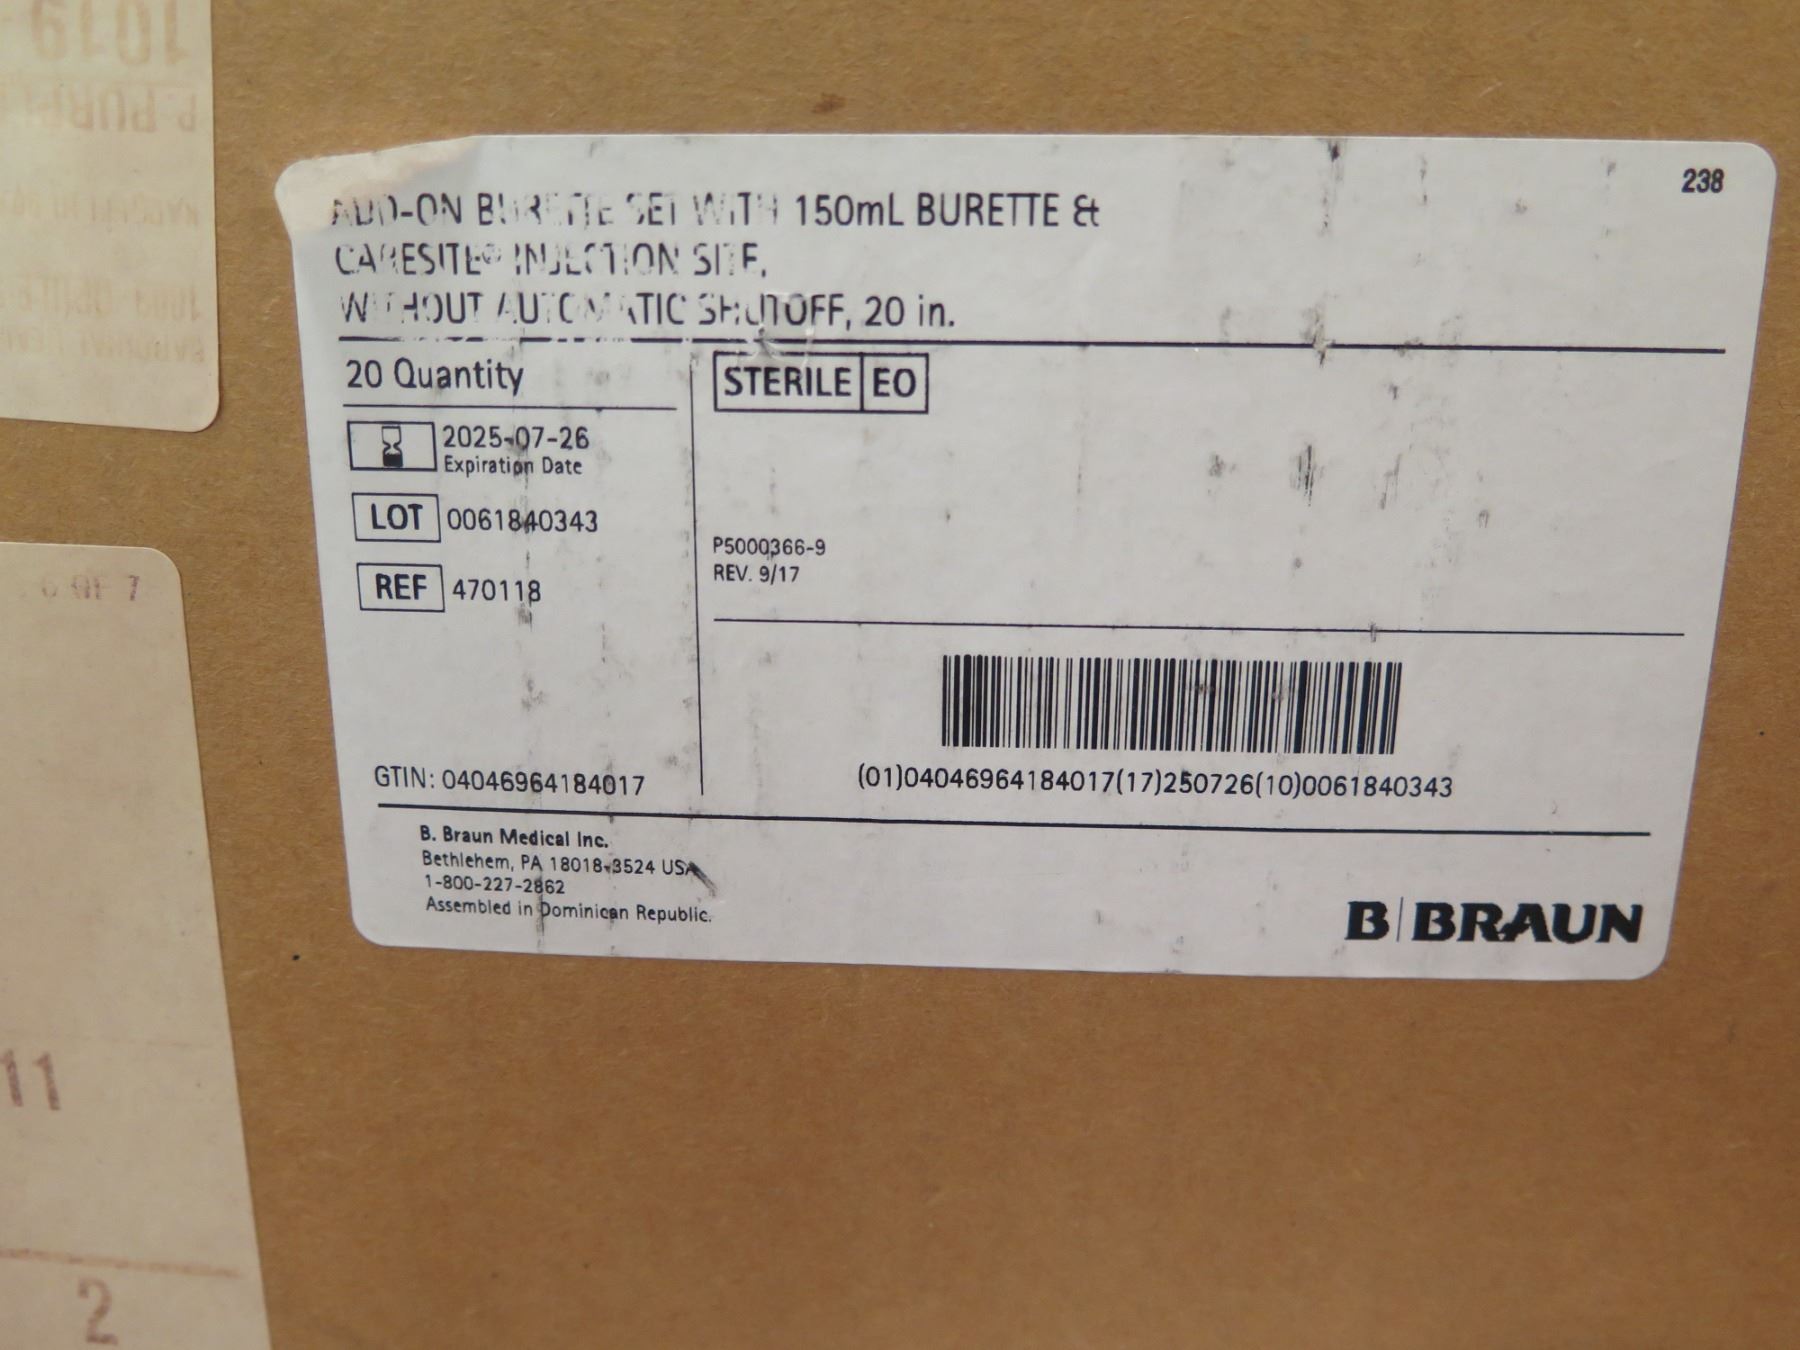 238
ADD-ON BURETTE SET WITH 150mL BURETTE &
CARESITE® INJECTION SITE,
WITHOUT AUTOMATIC SHUTOFF, 20 in.
20 Quantity
STERILE EO
2025-07-26
Expiration Date
LOT 0061840343
REF 470118
P5000366-9
REV. 9/17
GTIN: 04046964184017
(01)04046964184017(17)250726(10)0061840343
B. Braun Medical Inc.
Bethlehem, PA 18018-3524 USA
1-800-227-2862
Assembled in Dominican Republic.
B|BRAUN
OF 7
11
2